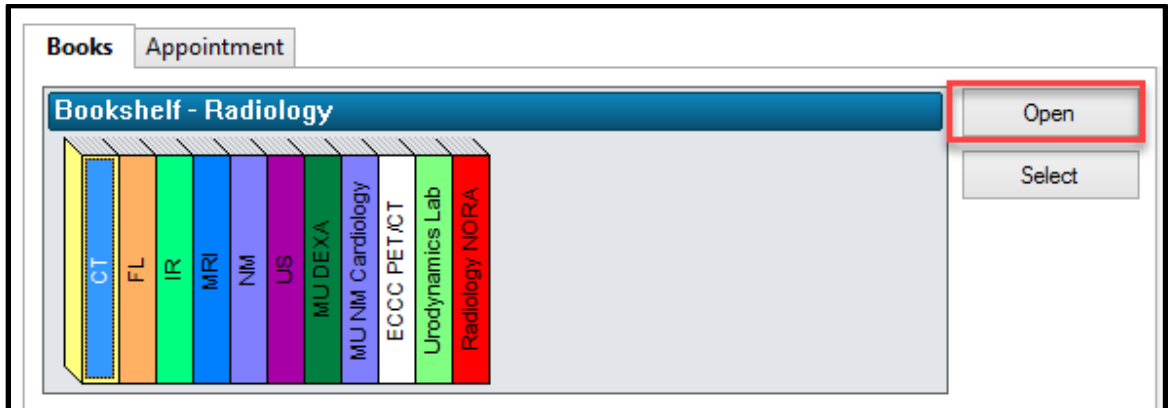 Books
Appointment
Bookshelf - Radiology
Open
Select
CT
FL
IR
MRI
NM
US
MU DEXA
MU NM Cardiology
ECCC PET/CT
Urodynamics Lab
Radiology NORA